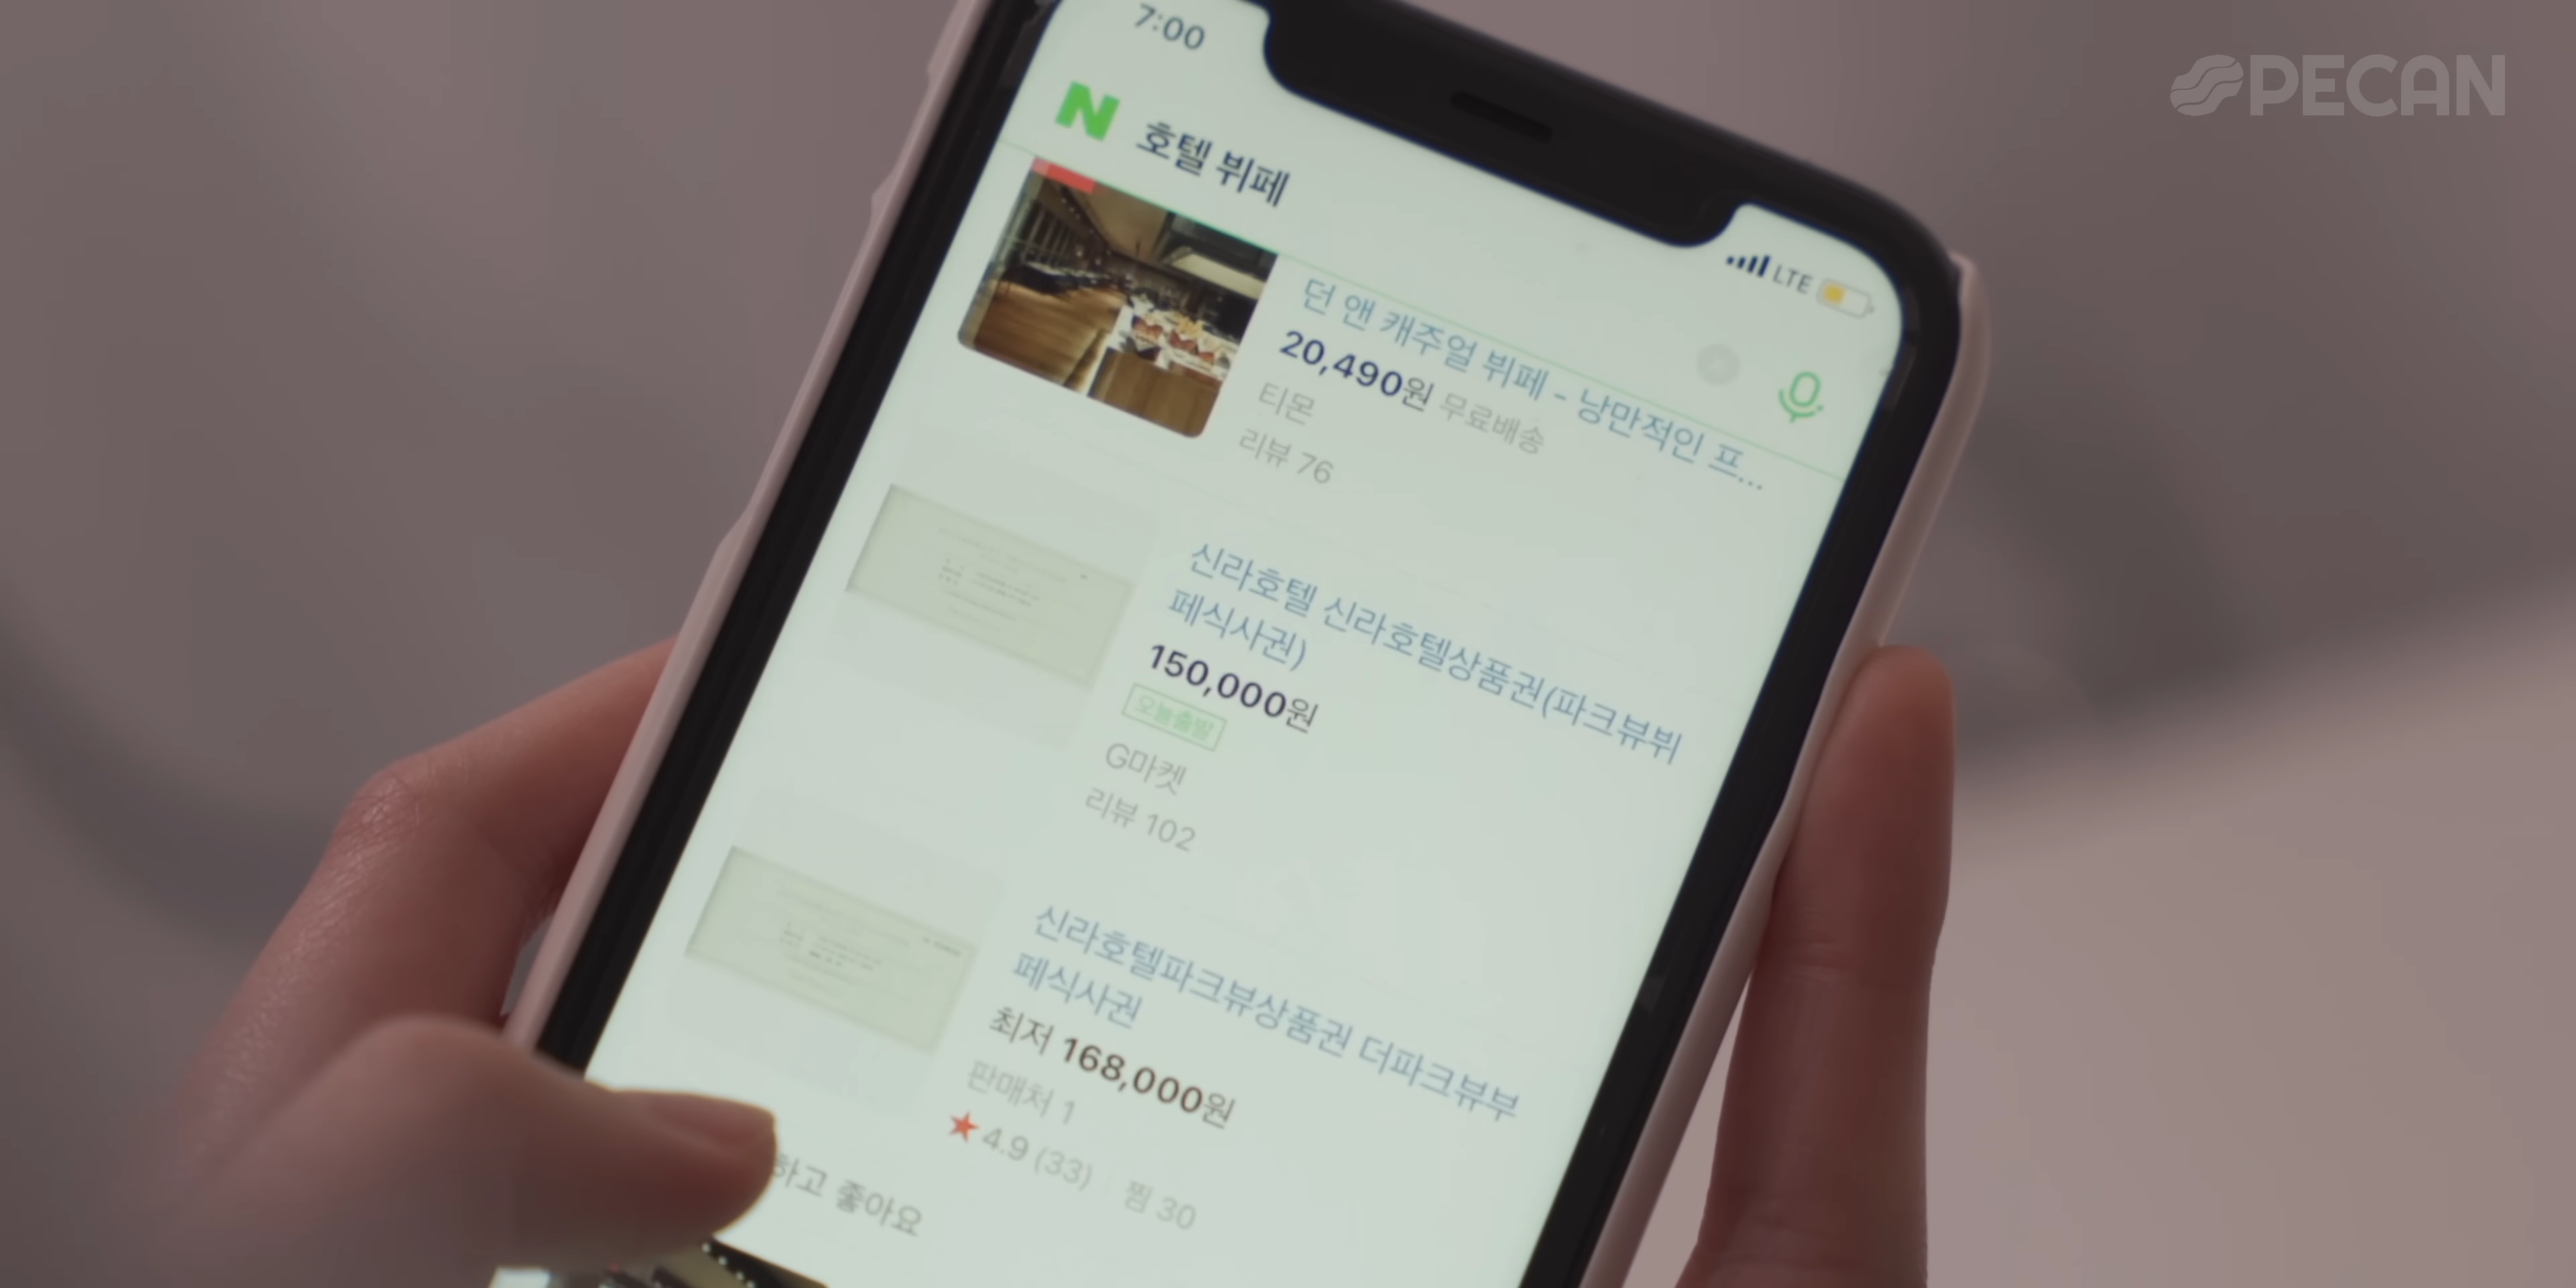 7:00
PECAN
N 호텔 뷔페
LTE
던 앤 캐주얼 뷔페 - 낭만적인 프...
20,490원 무료배송
티몬
리뷰 76
신라호텔 신라호텔상품권(파크뷰뷔
페식사권)
150,000원
오늘출발
G마켓
리뷰 102
신라호텔파크뷰상품권 더파크뷰부
페식사권
최저 168,000원
판매처 1
★ 4.9 (33) 찜 30
하고 좋아요